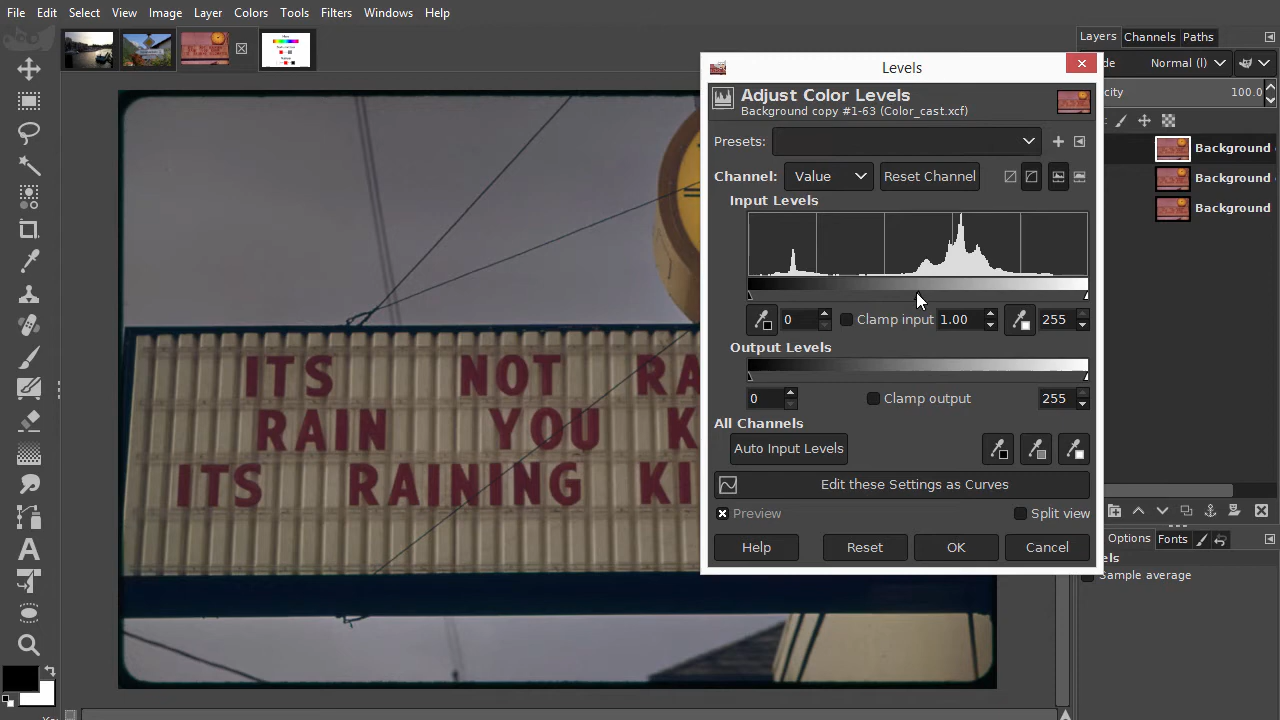 File Edit Select View Image Layer Colors Tools Filters Windows Help
Layers Channels Paths
Levels
de Normal (l)
Adjust Color Levels
Background copy #1-63 (Color_cast.xcf)
city 100.0
Presets:
Background
Channel: Value Reset Channel
Background
Input Levels
Background
0 Clamp input 1.00 255
Output Levels
0 Clamp output 255
All Channels
Auto Input Levels
Edit these Settings as Curves
Preview Split view
Options Fonts
Help Reset OK Cancel
els
Sample average
ITS NOT RA
RAIN YOU K
ITS RAINING KI